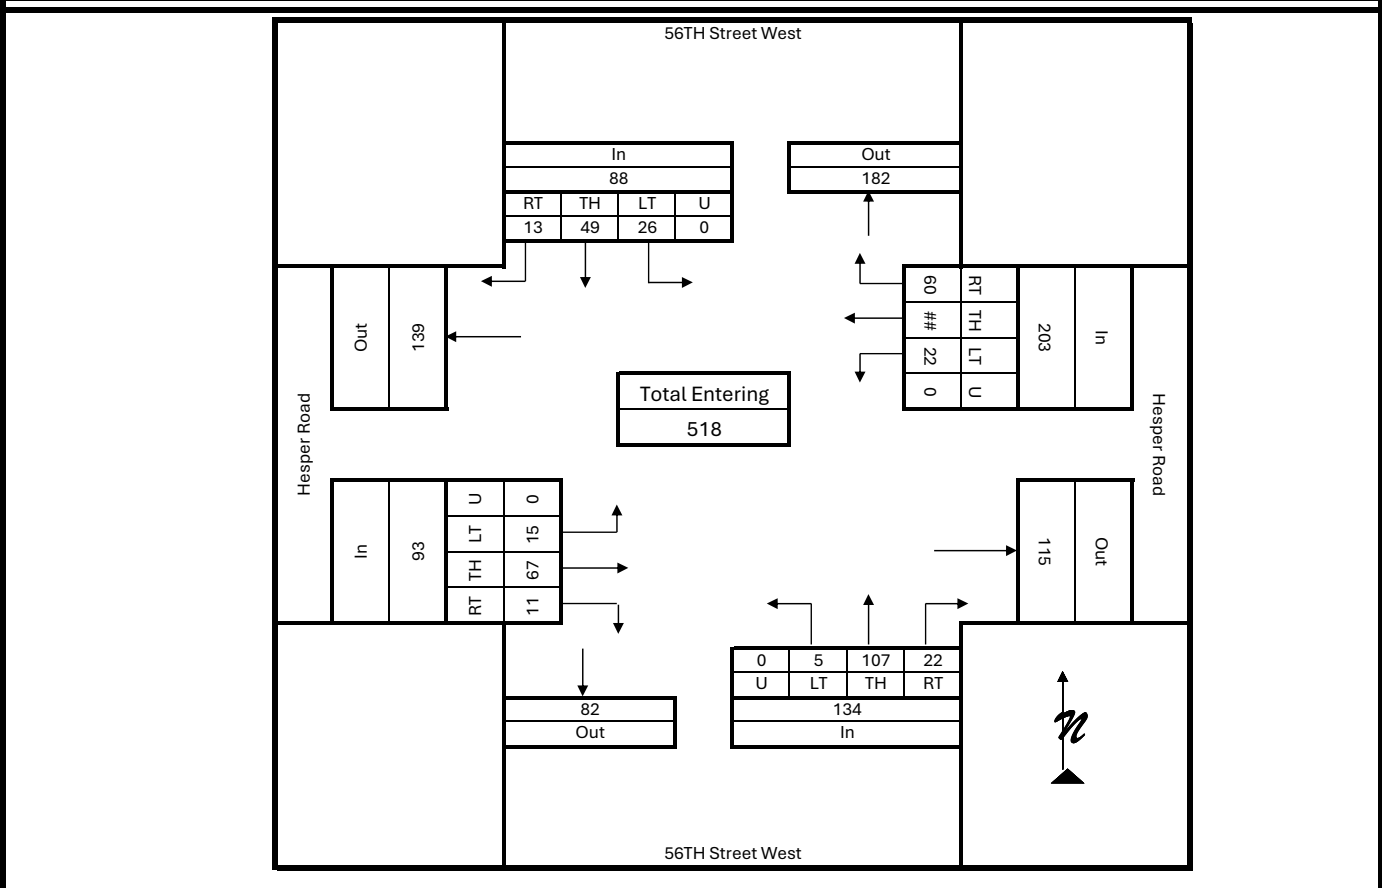 56TH Street West
In
88
RT TH LT U
13 49 26 0
Out
182
Out
139
Hesper Road
RT 60
TH ##
LT 22
U 0
203
In
Hesper Road
Total Entering
518
In
93
U 0
LT 15
TH 67
RT 11
115
Out
0 5 107 22
U LT TH RT
134
In
82
Out
N
56TH Street West